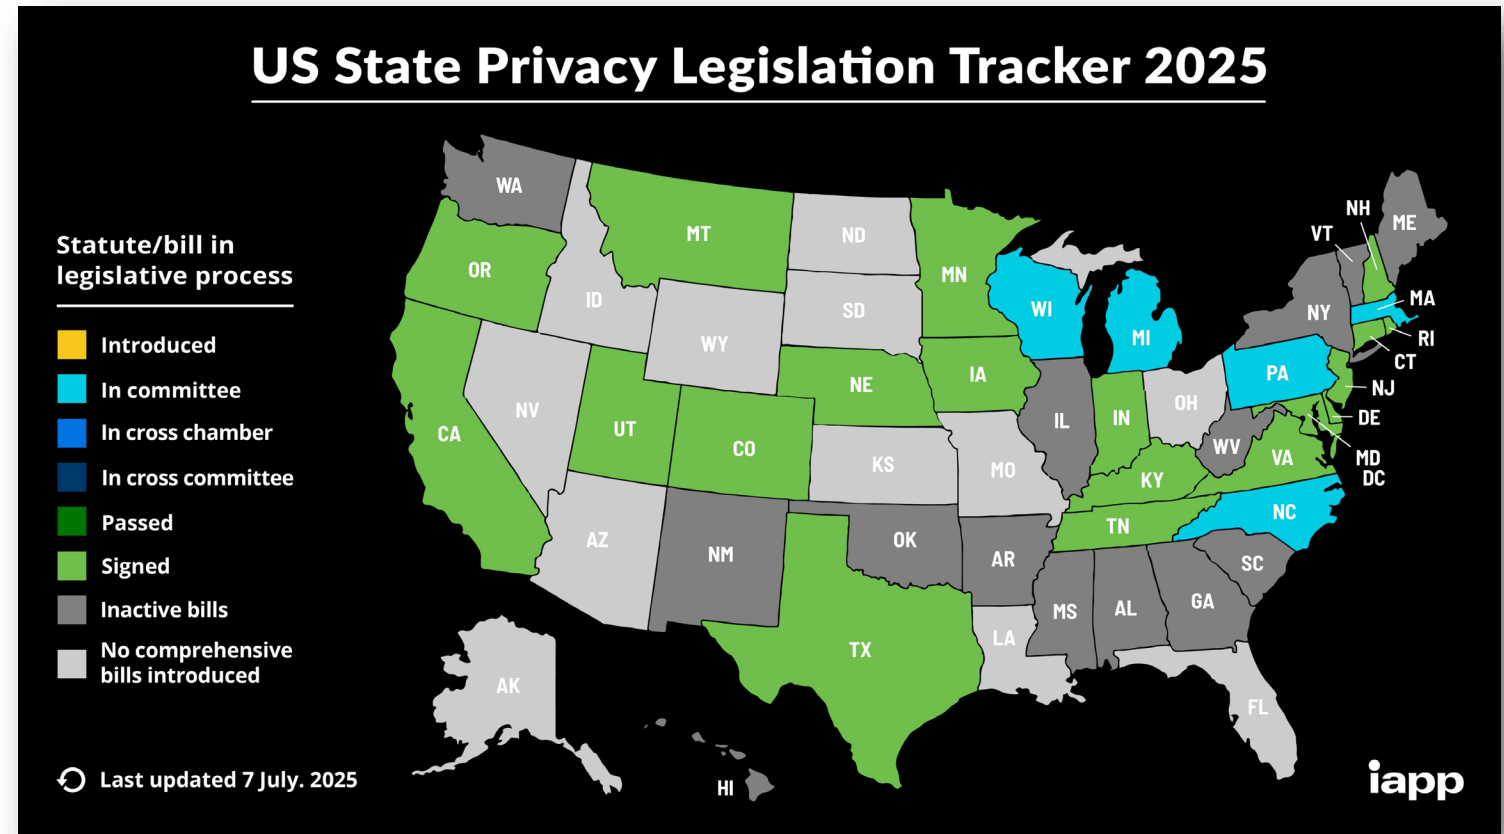 US State Privacy Legislation Tracker 2025
Statute/bill in
legislative process
Introduced
In committee
In cross chamber
In cross committee
Passed
Signed
Inactive bills
No comprehensive
bills introduced
Last updated 7 July. 2025
WA
OR
CA
ID
NV
MT
WY
UT
AZ
CO
NM
ND
SD
NE
KS
OK
TX
MN
IA
MO
AR
LA
WI
IL
MI
IN
OH
KY
TN
MS
AL
GA
FL
SC
NC
VA
WV
PA
NY
VT
NH
ME
MA
RI
CT
NJ
DE
MD
DC
AK
HI
iapp